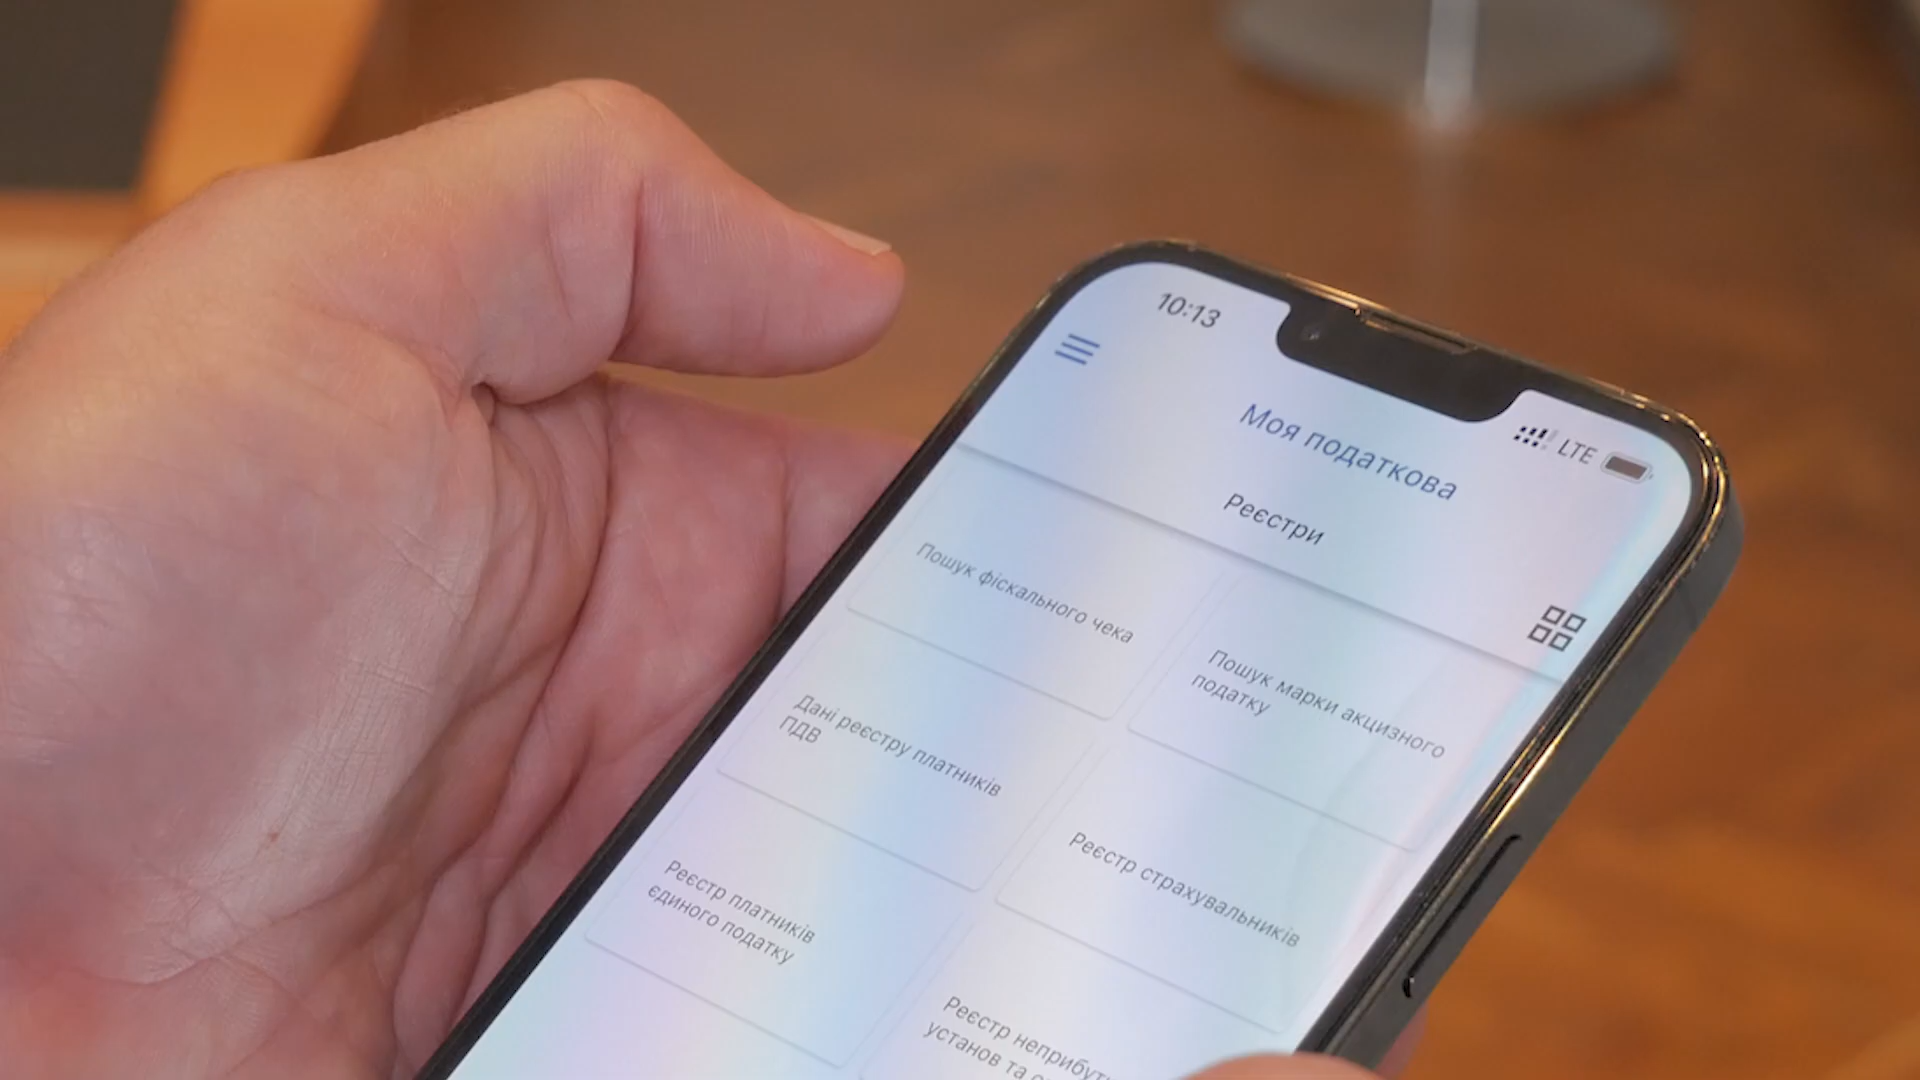 10:13
LTE
Моя податкова
Реєстри
Пошук фіскального чека
Пошук марки акцизного
податку
Дані реєстру платників
ПДВ
Реєстр страхувальників
Реєстр платників
єдиного податку
Реєстр неприбут
установ та о